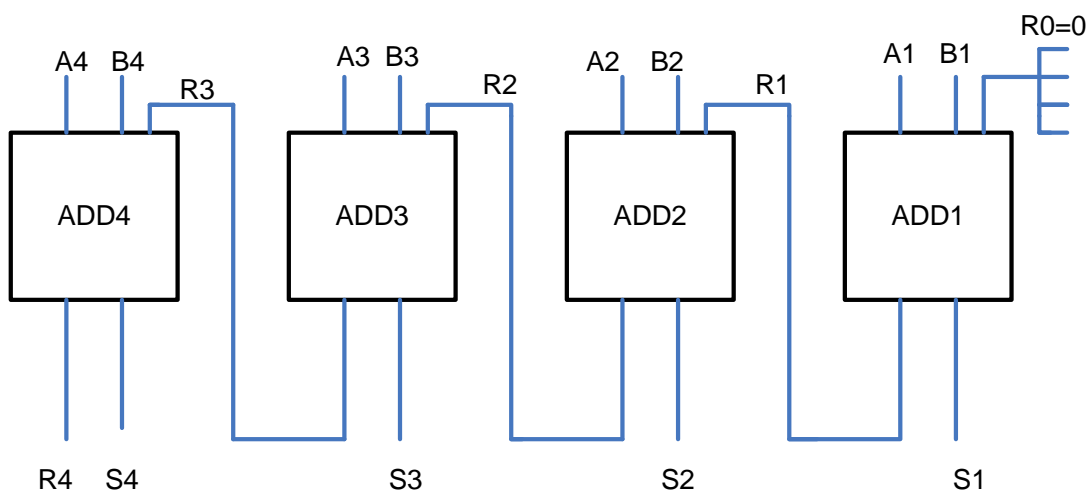 R0=0
A4 B4 R3 A3 B3 R2 A2 B2 R1 A1 B1
ADD4 ADD3 ADD2 ADD1
R4 S4 S3 S2 S1